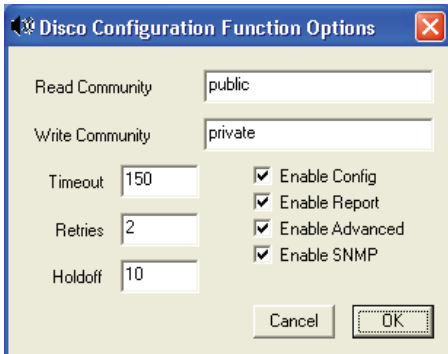 Disco Configuration Function Options
Read Community public
Write Community private
Timeout 150
Retries 2
Holdoff 10
Enable Config
Enable Report
Enable Advanced
Enable SNMP
Cancel OK